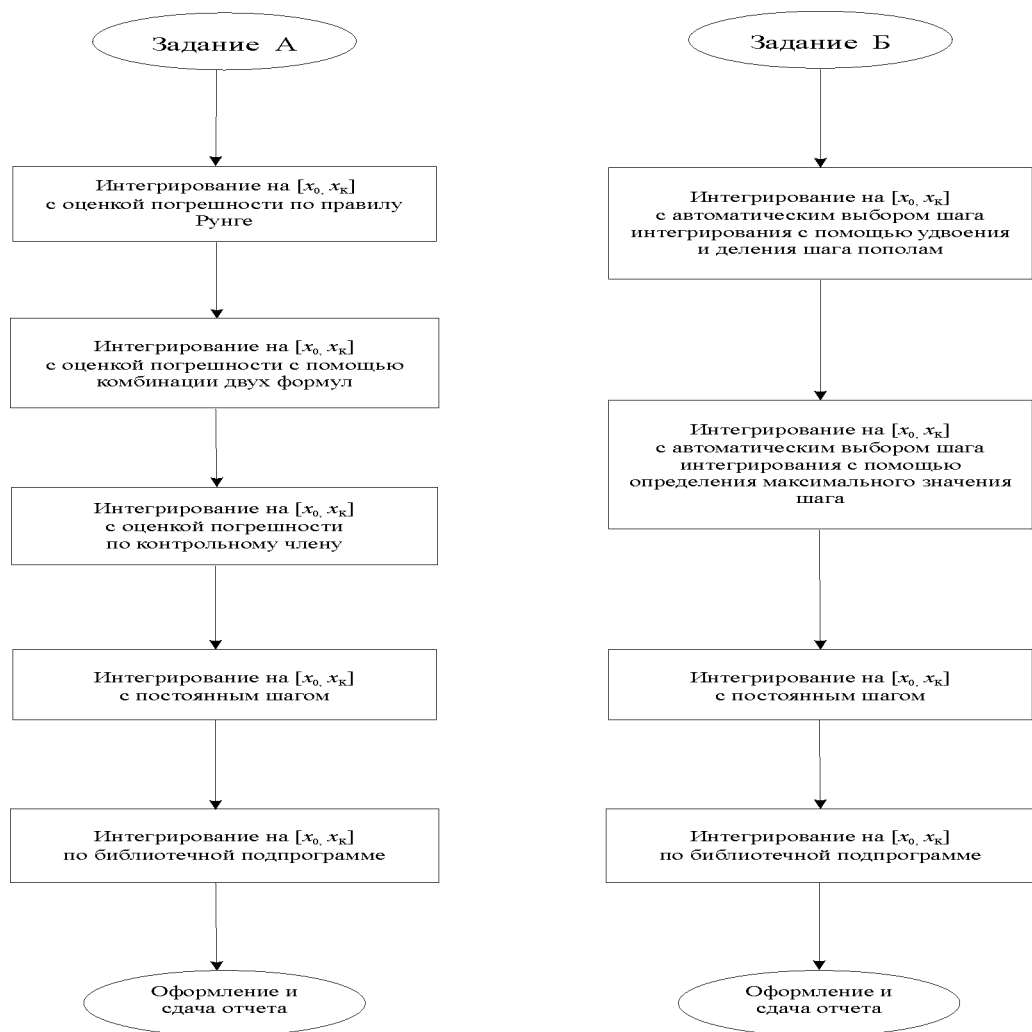 Задание А
Интегрирование на [x₀, xк]
с оценкой погрешности по правилу
Рунге
Интегрирование на [x₀, xк]
с оценкой погрешности с помощью
комбинации двух формул
Интегрирование на [x₀, xк]
с оценкой погрешности
по контрольному члену
Интегрирование на [x₀, xк]
с постоянным шагом
Интегрирование на [x₀, xк]
по библиотечной подпрограмме
Оформление и
сдача отчета
Задание Б
Интегрирование на [x₀, xк]
с автоматическим выбором шага
интегрирования с помощью удвоения
и деления шага пополам
Интегрирование на [x₀, xк]
с автоматическим выбором шага
интегрирования с помощью
определения максимального значения
шага
Интегрирование на [x₀, xк]
с постоянным шагом
Интегрирование на [x₀, xк]
по библиотечной подпрограмме
Оформление и
сдача отчета